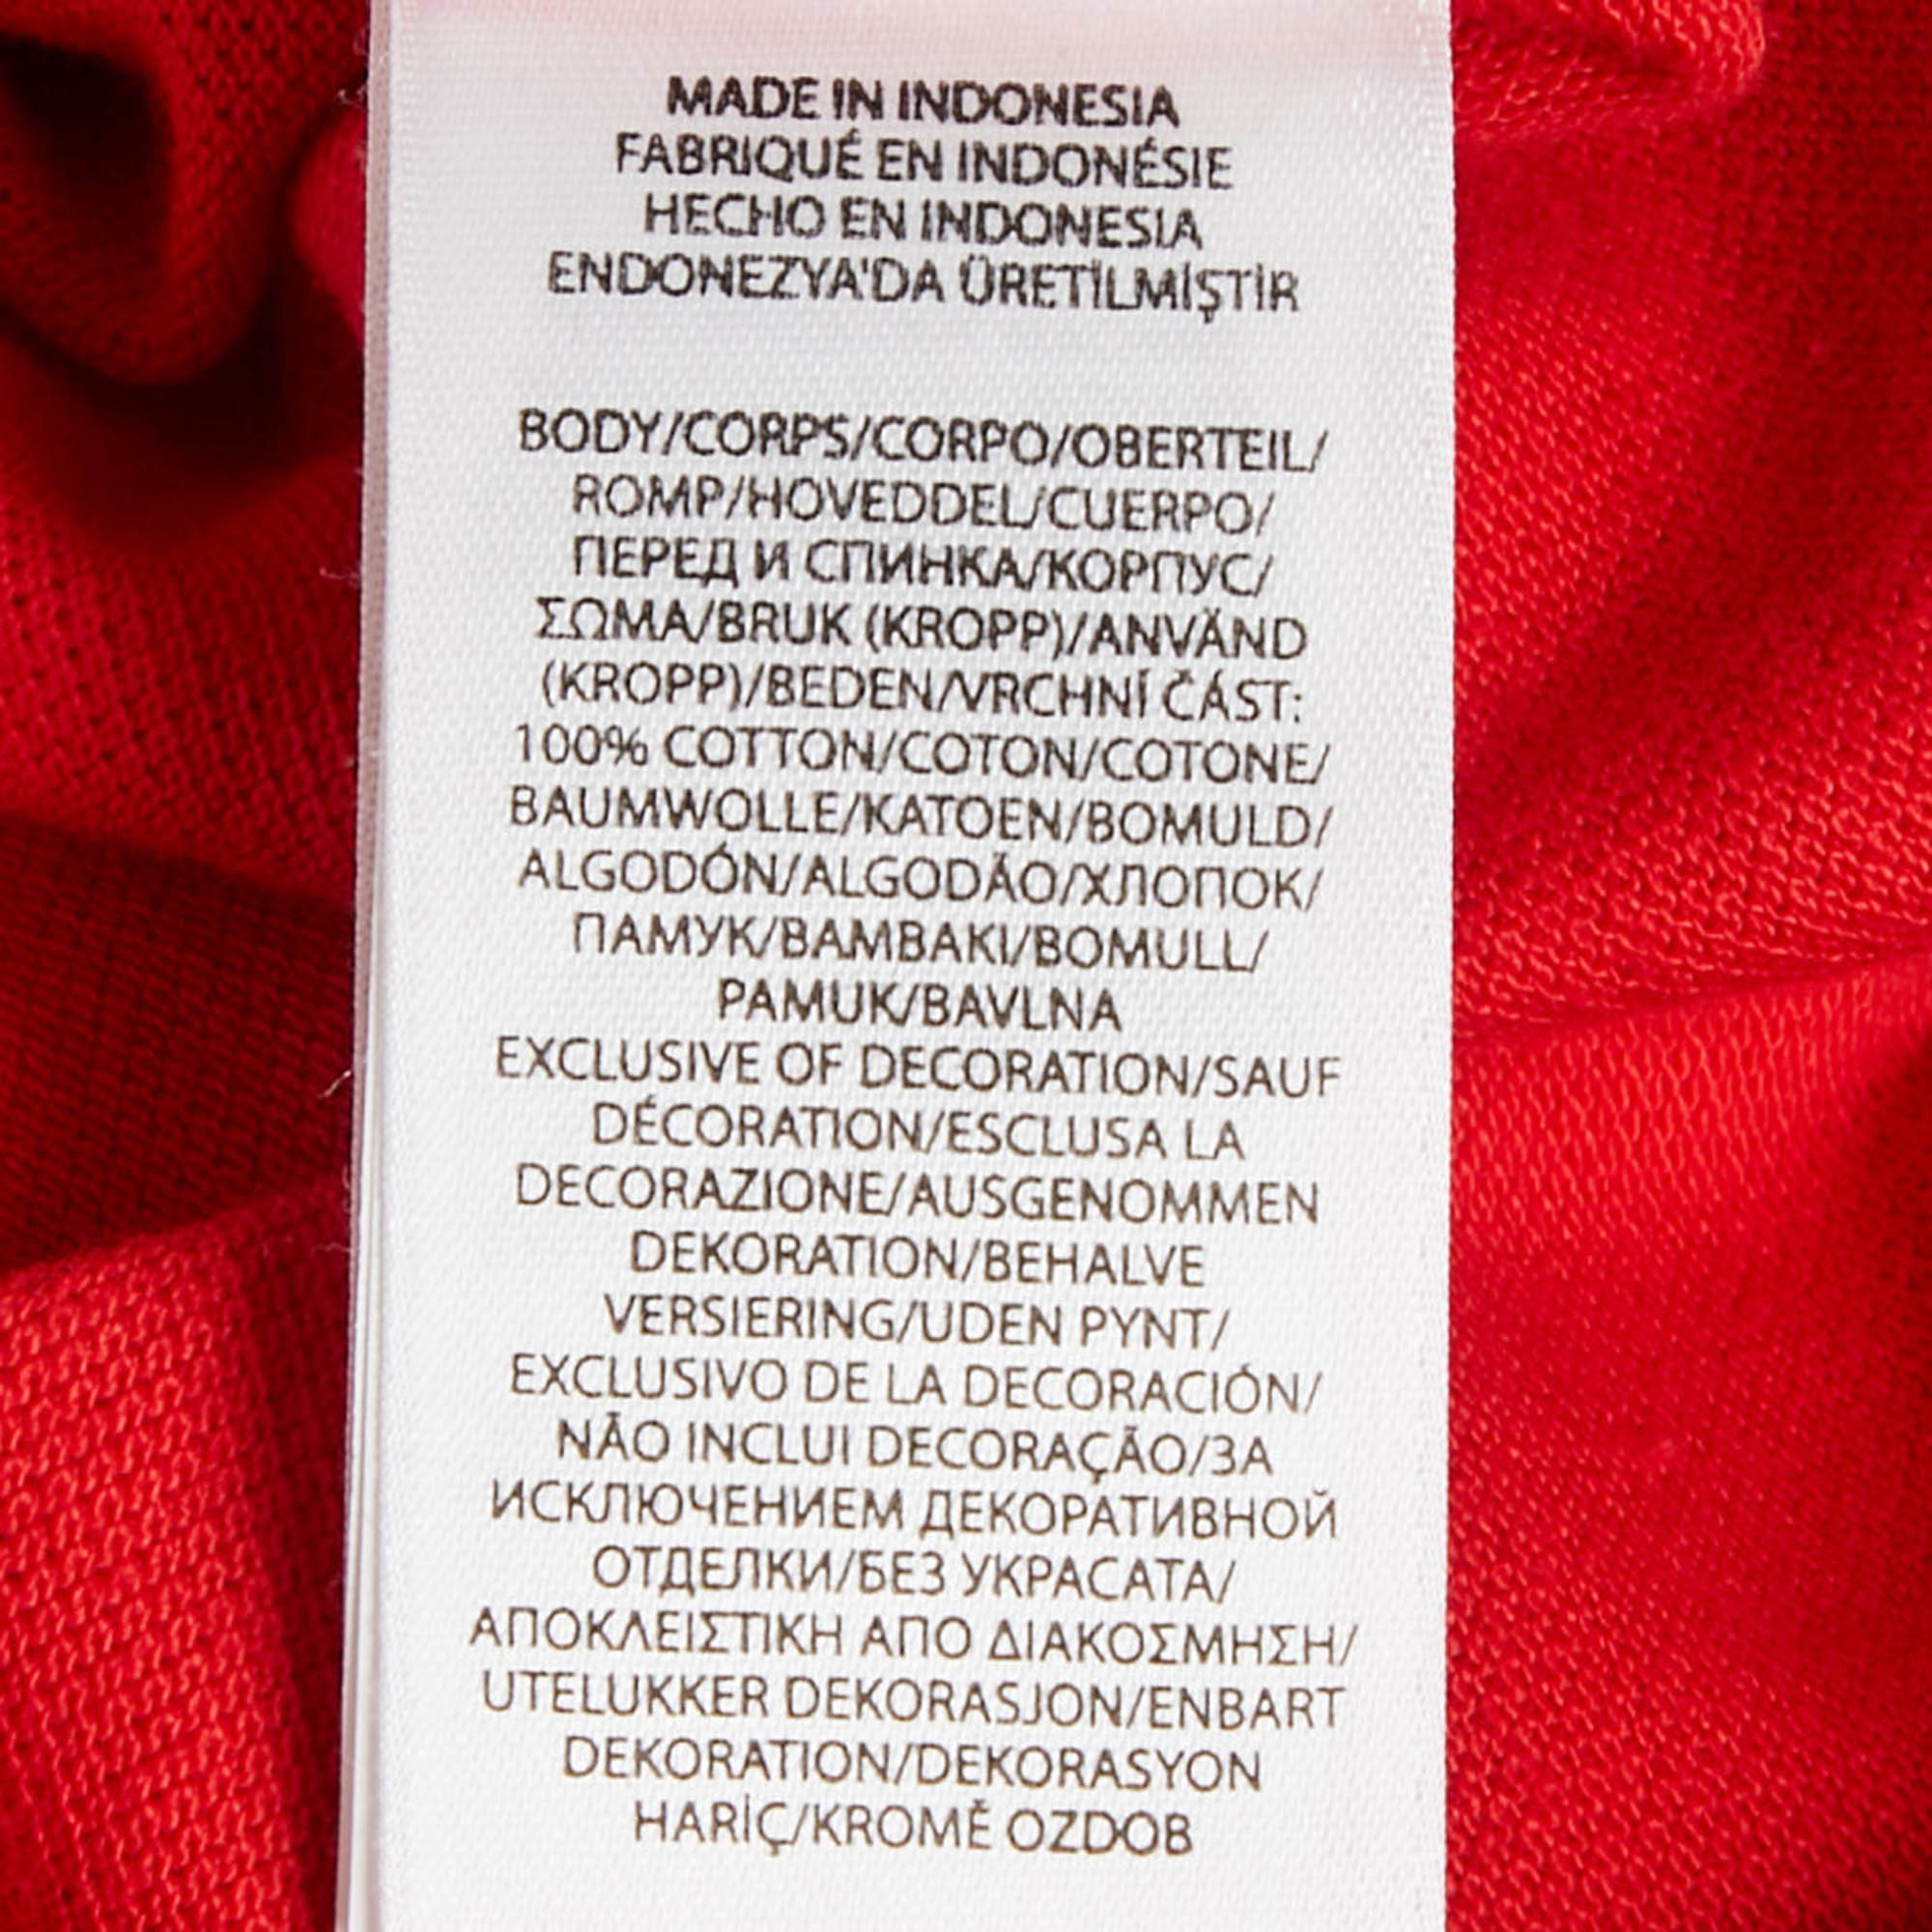 MADE IN INDONESIA
FABRIQUÉ EN INDONÉSIE
HECHO EN INDONESIA
ENDONEZYA'DA ÜRETİLMİŞTİR
BODY/CORPS/CORPO/OBERTEIL/
ROMP/HOVEDDEL/CUERPO/
ПЕРЕД И СПИНКА/КОРПУС/
ΣΩΜΑ/BRUK (KROPP)/ANVÄND
(KROPP)/BEDEN/VRCHNÍ ČÁST:
100% COTTON/COTON/COTONE/
BAUMWOLLE/KATOEN/BOMULD/
ALGODÓN/ALGODÃO/ХЛОПОК/
ПАМУК/ΒΑΜΒΑΚΙ/BOMULL/
PAMUK/BAVLNA
EXCLUSIVE OF DECORATION/SAUF
DÉCORATION/ESCLUSA LA
DECORAZIONE/AUSGENOMMEN
DEKORATION/BEHALVE
VERSIERING/UDEN PYNT/
EXCLUSIVO DE LA DECORACIÓN/
NÃO INCLUI DECORAÇÃO/ЗА
ИСКЛЮЧЕНИЕМ ДЕКОРАТИВНОЙ
ОТДЕЛКИ/БЕЗ УКРАСАТА/
ΑΠΟΚΛΕΙΣΤΙΚΗ ΑΠΟ ΔΙΑΚΟΣΜΗΣΗ/
UTELUKKER DEKORASJON/ENBART
DEKORATION/DEKORASYON
HARİÇ/KROMĚ OZDOB